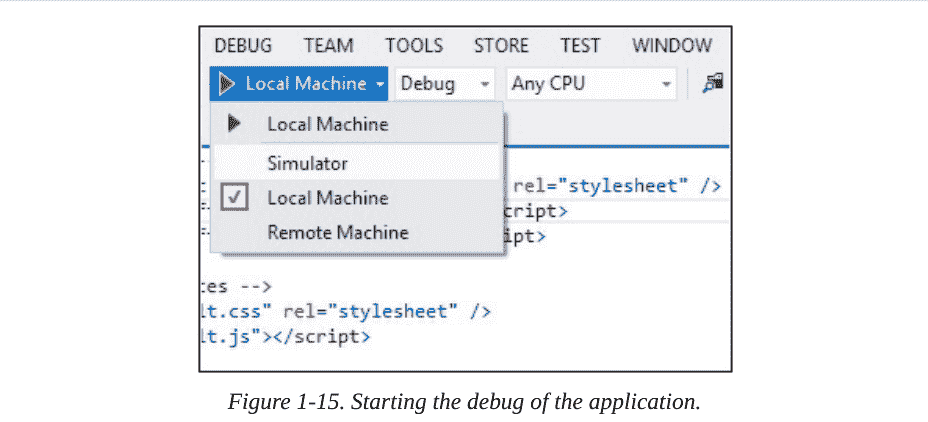 DEBUG TEAM TOOLS STORE TEST WINDOW
Local Machine Debug Any CPU
Local Machine
Simulator
rel="stylesheet" />
Local Machine cript>
Remote Machine ipt>
tes -->
lt.css" rel="stylesheet" />
lt.js"></script>
Figure 1-15. Starting the debug of the application.